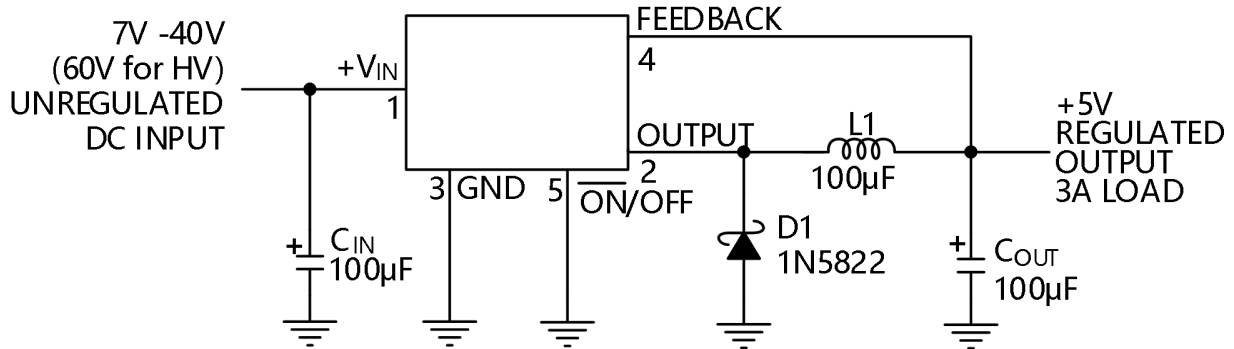 7V -40V
(60V for HV)
UNREGULATED
DC INPUT
+VIN
1
FEEDBACK
4
OUTPUT
2
3 GND
5 ON/OFF
L1
100μF
+5V
REGULATED
OUTPUT
3A LOAD
+ CIN
100μF
D1
1N5822
+ COUT
100μF